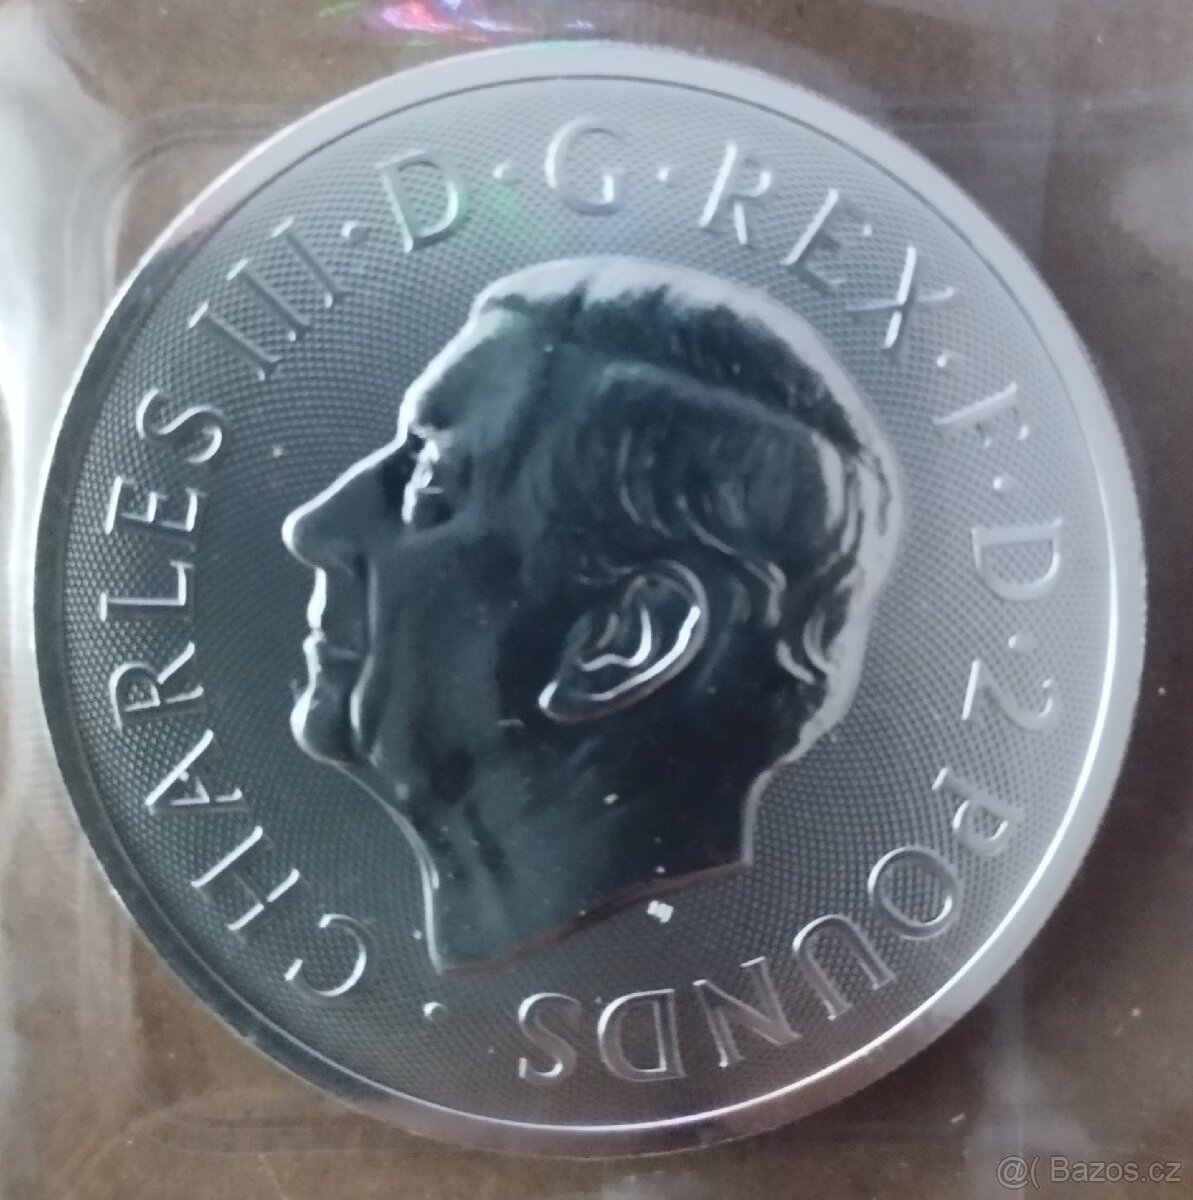 · CHARLES III · D · G · REX · F · D · 2 POUNDS
@( Bazos.cz